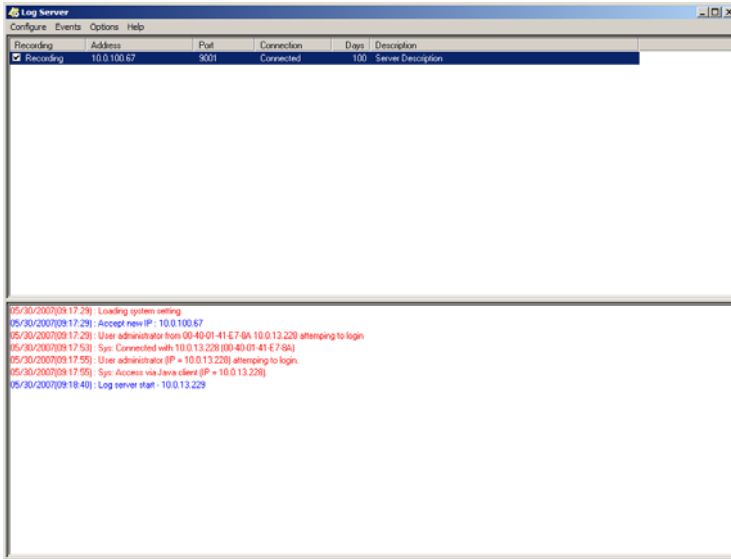 Log Server
Configure Events Options Help
Recording Address Port Connection Days Description
Recording 10.0.100.67 9001 Connected 100 Server Description
05/30/2007(09:17:29) : Loading system setting.
05/30/2007(09:17:29) : Accept new IP : 10.0.100.67
05/30/2007(09:17:29) : User administrator from 00-40-01-41-E7-8A 10.0.13.228 attemping to login
05/30/2007(09:17:53) : Sys: Connected with 10.0.13.228 (00-40-01-41-E7-8A)
05/30/2007(09:17:55) : User administrator (IP = 10.0.13.228) attemping to login.
05/30/2007(09:17:55) : Sys: Access via Java client (IP = 10.0.13.228).
05/30/2007(09:18:40) : Log server start - 10.0.13.229